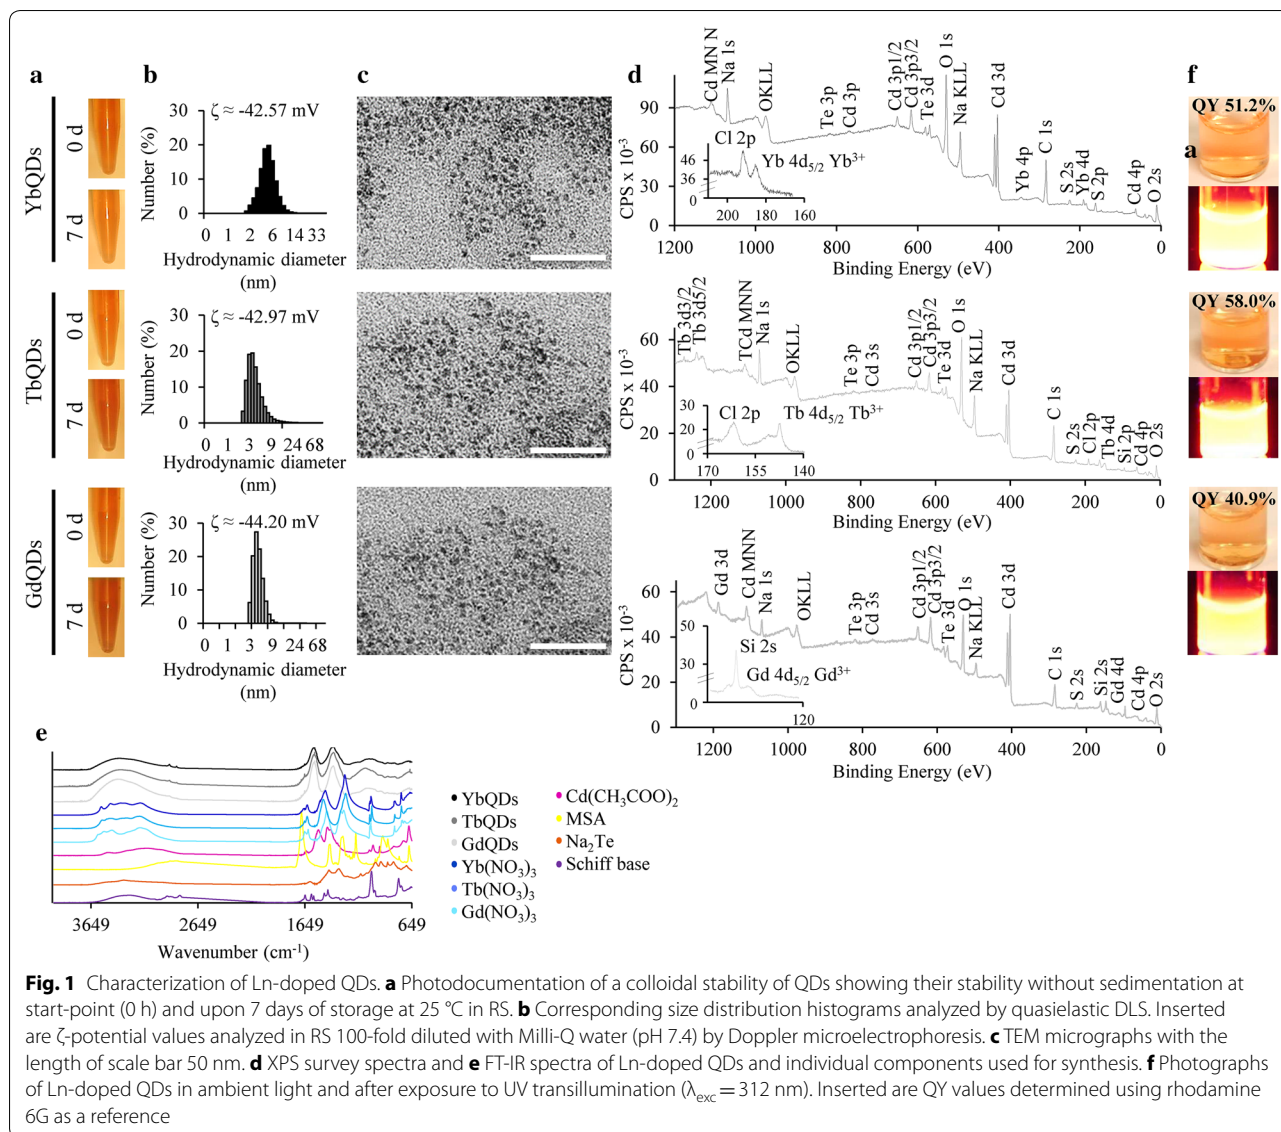 a
b
c
d
f
YbQDs
0 d
7 d
ζ ≈ -42.57 mV
Number (%)
30
20
10
0
0 1 2 6 14 33
Hydrodynamic diameter
(nm)
TbQDs
0 d
7 d
ζ ≈ -42.97 mV
Number (%)
30
20
10
0
0 1 3 9 24 68
Hydrodynamic diameter
(nm)
GdQDs
0 d
7 d
ζ ≈ -44.20 mV
Number (%)
30
20
10
0
0 1 3 9 24 68
Hydrodynamic diameter
(nm)
CPS x 10⁻³
90
60
30
0
Cd MN N
Na 1s
OKLL
Te 3p
Cd 3p
Cd 3p1/2
Cd 3p3/2
Te 3d
O 1s
Na KLL
Cd 3d
Yb 4p
C 1s
S 2s
Yb 4d
S 2p
Cd 4p
O 2s
Cl 2p
Yb 4d5/2 Yb³⁺
46
36
0
200 180 160
1200 1000 800 600 400 200 0
Binding Energy (eV)
CPS x 10⁻³
60
40
20
0
Tb 3d3/2
Tb 3d5/2
TCd MNN
Na 1s
OKLL
Te 3p
Cd 3s
Cd 3p1/2
Cd 3p3/2
Te 3d
O 1s
Na KLL
Cd 3d
C 1s
S 2s
Cl 2p
Tb 4d
Si 2p
Cd 4p
O 2s
Cl 2p
Tb 4d5/2 Tb³⁺
30
20
10
0
170 155 140
1200 1000 800 600 400 200 0
Binding Energy (eV)
CPS x 10⁻³
60
40
20
0
Gd 3d
Cd MNN
Na 1s
OKLL
Te 3p
Cd 3s
Cd 3p1/2
Cd 3p3/2
Te 3d
O 1s
Na KLL
Cd 3d
C 1s
S 2s
Si 2s
Gd 4d
Cd 4p
O 2s
50
30
0
Si 2s
Gd 4d5/2 Gd³⁺
120
1200 1000 800 600 400 200 0
Binding Energy (eV)
QY 51.2%
a
QY 58.0%
QY 40.9%
e
3649 2649 1649 649
Wavenumber (cm⁻¹)
YbQDs
TbQDs
GdQDs
Yb(NO₃)₃
Tb(NO₃)₃
Gd(NO₃)₃
Cd(CH₃COO)₂
MSA
Na₂Te
Schiff base
Fig. 1 Characterization of Ln-doped QDs. a Photodocumentation of a colloidal stability of QDs showing their stability without sedimentation at
start-point (0 h) and upon 7 days of storage at 25 °C in RS. b Corresponding size distribution histograms analyzed by quasielastic DLS. Inserted
are ζ-potential values analyzed in RS 100-fold diluted with Milli-Q water (pH 7.4) by Doppler microelectrophoresis. c TEM micrographs with the
length of scale bar 50 nm. d XPS survey spectra and e FT-IR spectra of Ln-doped QDs and individual components used for synthesis. f Photographs
of Ln-doped QDs in ambient light and after exposure to UV transillumination (λexc = 312 nm). Inserted are QY values determined using rhodamine
6G as a reference